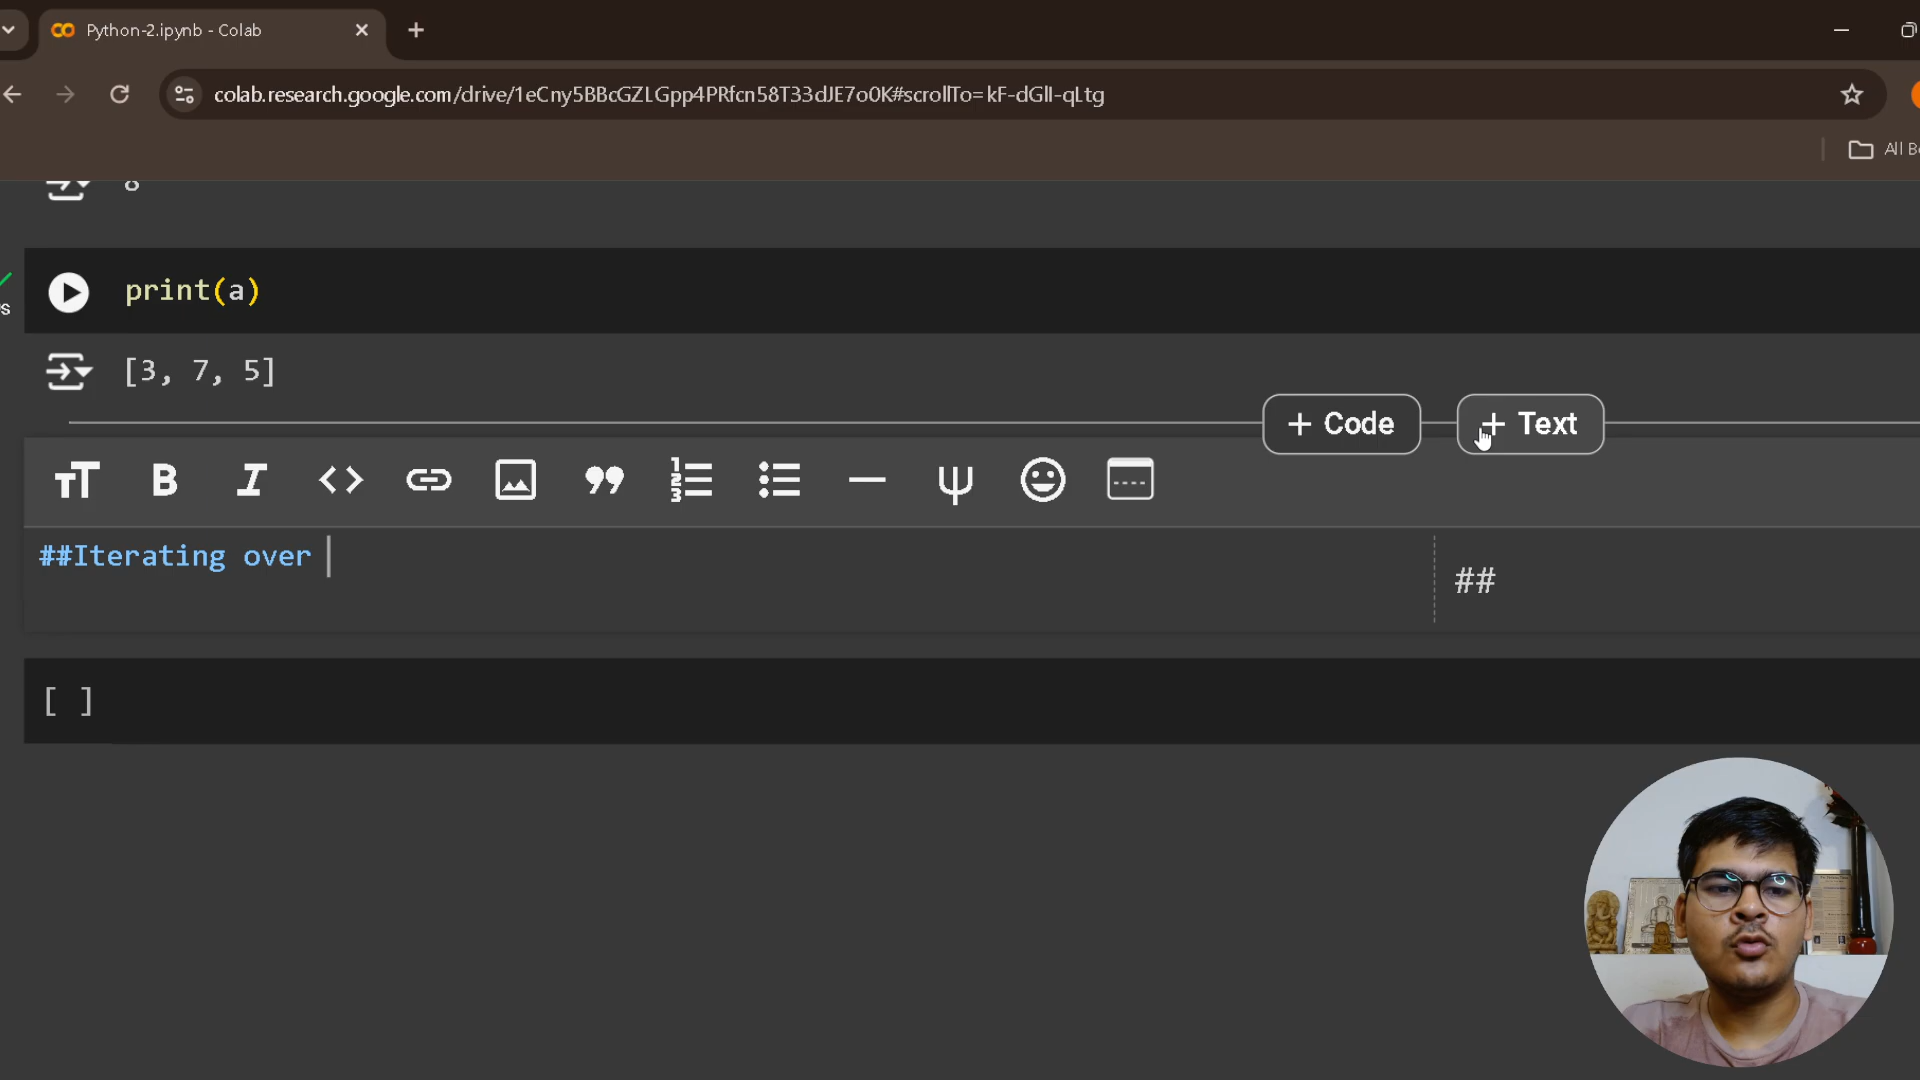 Python-2.ipynb - Colab
colab.research.google.com/drive/1eCny5BBcGZLGpp4PRfcn58T33dJE7o0K#scrollTo=kF-dGlI-qLtg
All
8
print(a)
[3, 7, 5]
+ Code + Text
##Iterating over
##
[ ]